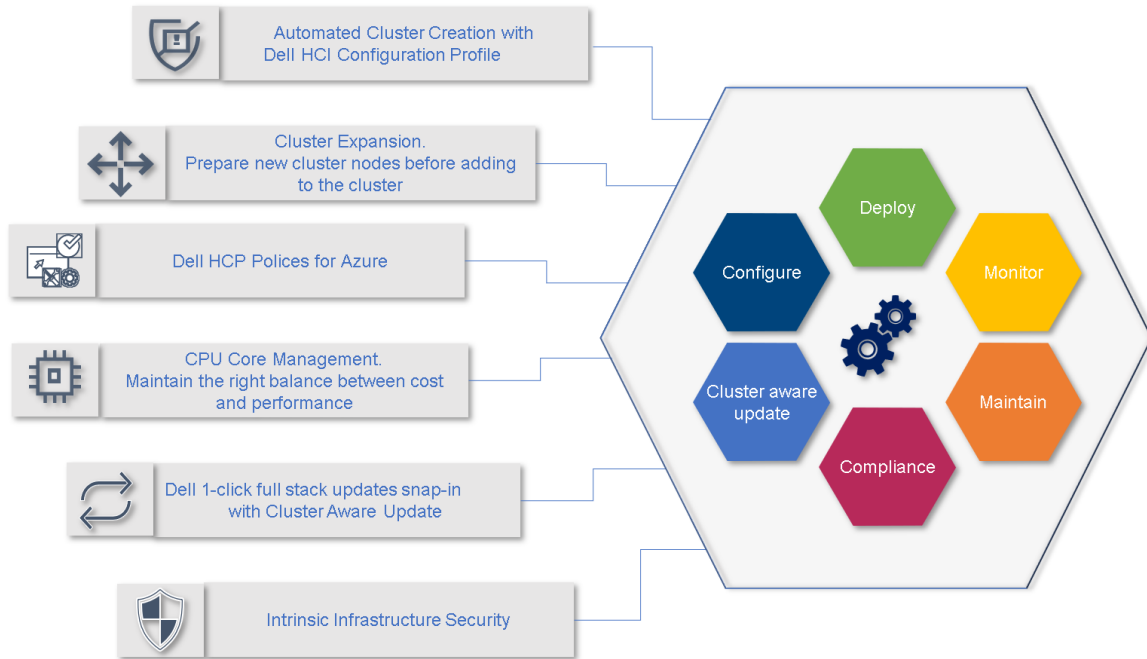 Automated Cluster Creation with
Dell HCI Configuration Profile
Cluster Expansion.
Prepare new cluster nodes before adding
to the cluster
Dell HCP Polices for Azure
CPU Core Management.
Maintain the right balance between cost
and performance
Dell 1-click full stack updates snap-in
with Cluster Aware Update
Intrinsic Infrastructure Security
Deploy
Configure
Monitor
Cluster aware
update
Maintain
Compliance